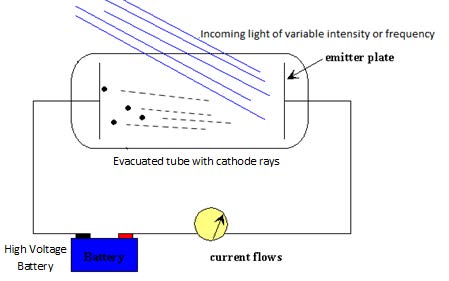 Incoming light of variable intensity or frequency
emitter plate
Evacuated tube with cathode rays
High Voltage
Battery
Battery
current flows